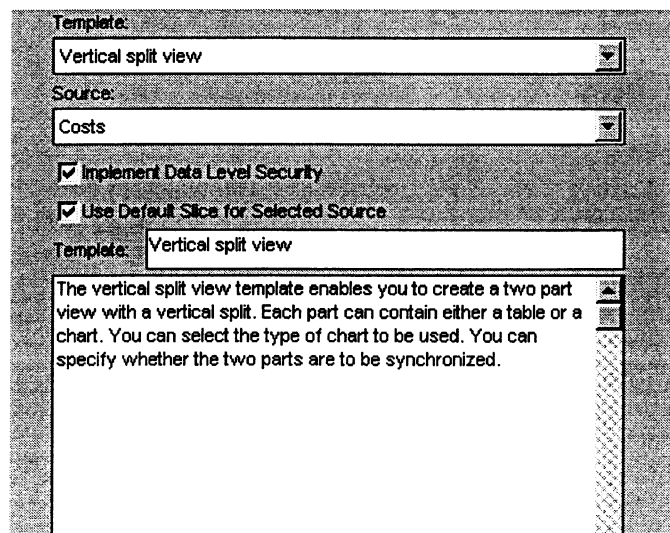 Template:
Vertical split view
Source:
Costs
Implement Data Level Security
Use Default Slice for Selected Source
Template: Vertical split view
The vertical split view template enables you to create a two part
view with a vertical split. Each part can contain either a table or a
chart. You can select the type of chart to be used. You can
specify whether the two parts are to be synchronized.